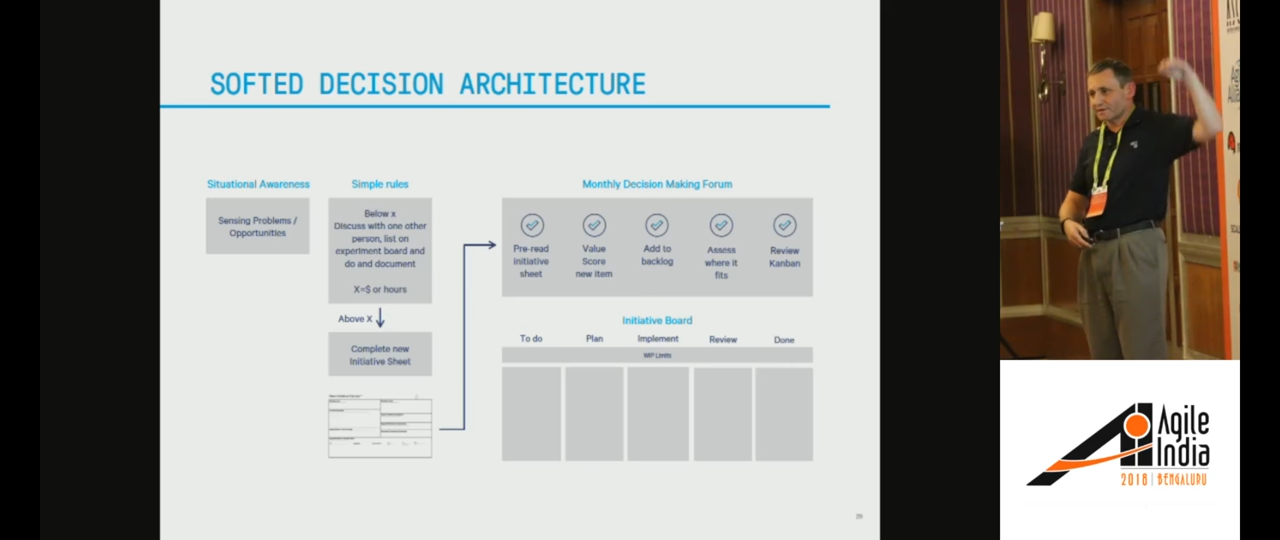 SOFTED DECISION ARCHITECTURE
Situational Awareness
Sensing Problems /
Opportunities
Simple rules
Below x
Discuss with one other
person, list on
experiment board and
do and document
X=$ or hours
Above X
Complete new
Initiative Sheet
Monthly Decision Making Forum
Pre-read
initiative
sheet
Value
Score
new item
Add to
backlog
Assess
where it
fits
Review
Kanban
Initiative Board
To do
Plan
Implement
Review
Done
WIP Limits
29
Agile
India
2018 | BENGALURU